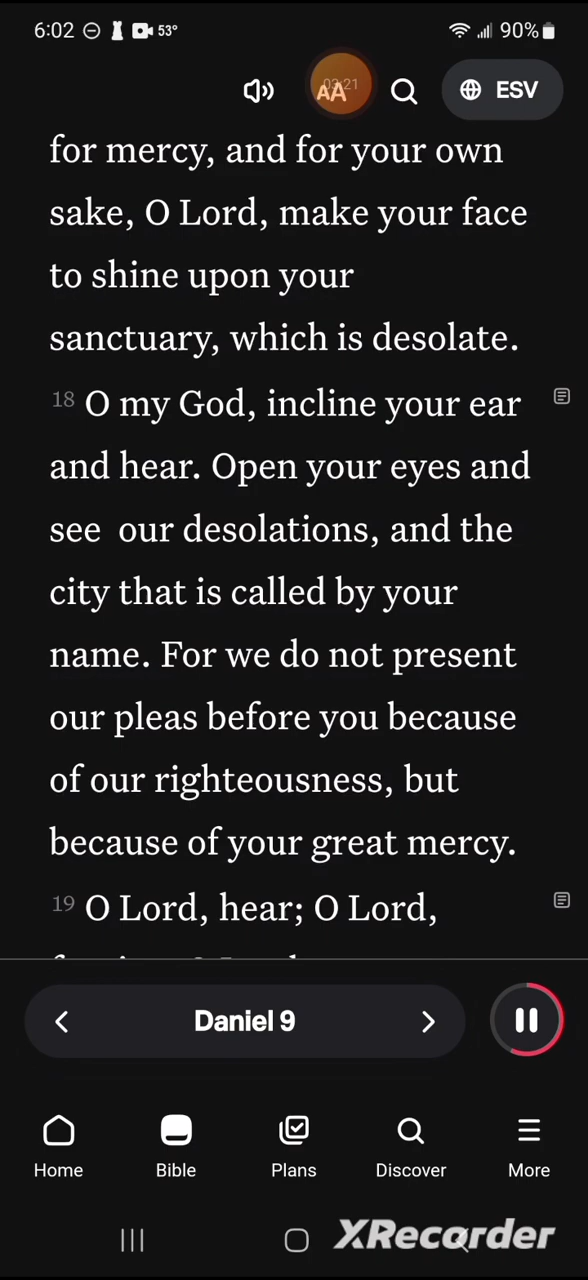 6:02 53° 90%
03:21
AA ESV
for mercy, and for your own
sake, O Lord, make your face
to shine upon your
sanctuary, which is desolate.
18 O my God, incline your ear
and hear. Open your eyes and
see our desolations, and the
city that is called by your
name. For we do not present
our pleas before you because
of our righteousness, but
because of your great mercy.
19 O Lord, hear; O Lord,
Daniel 9
Home Bible Plans Discover More
XRecorder